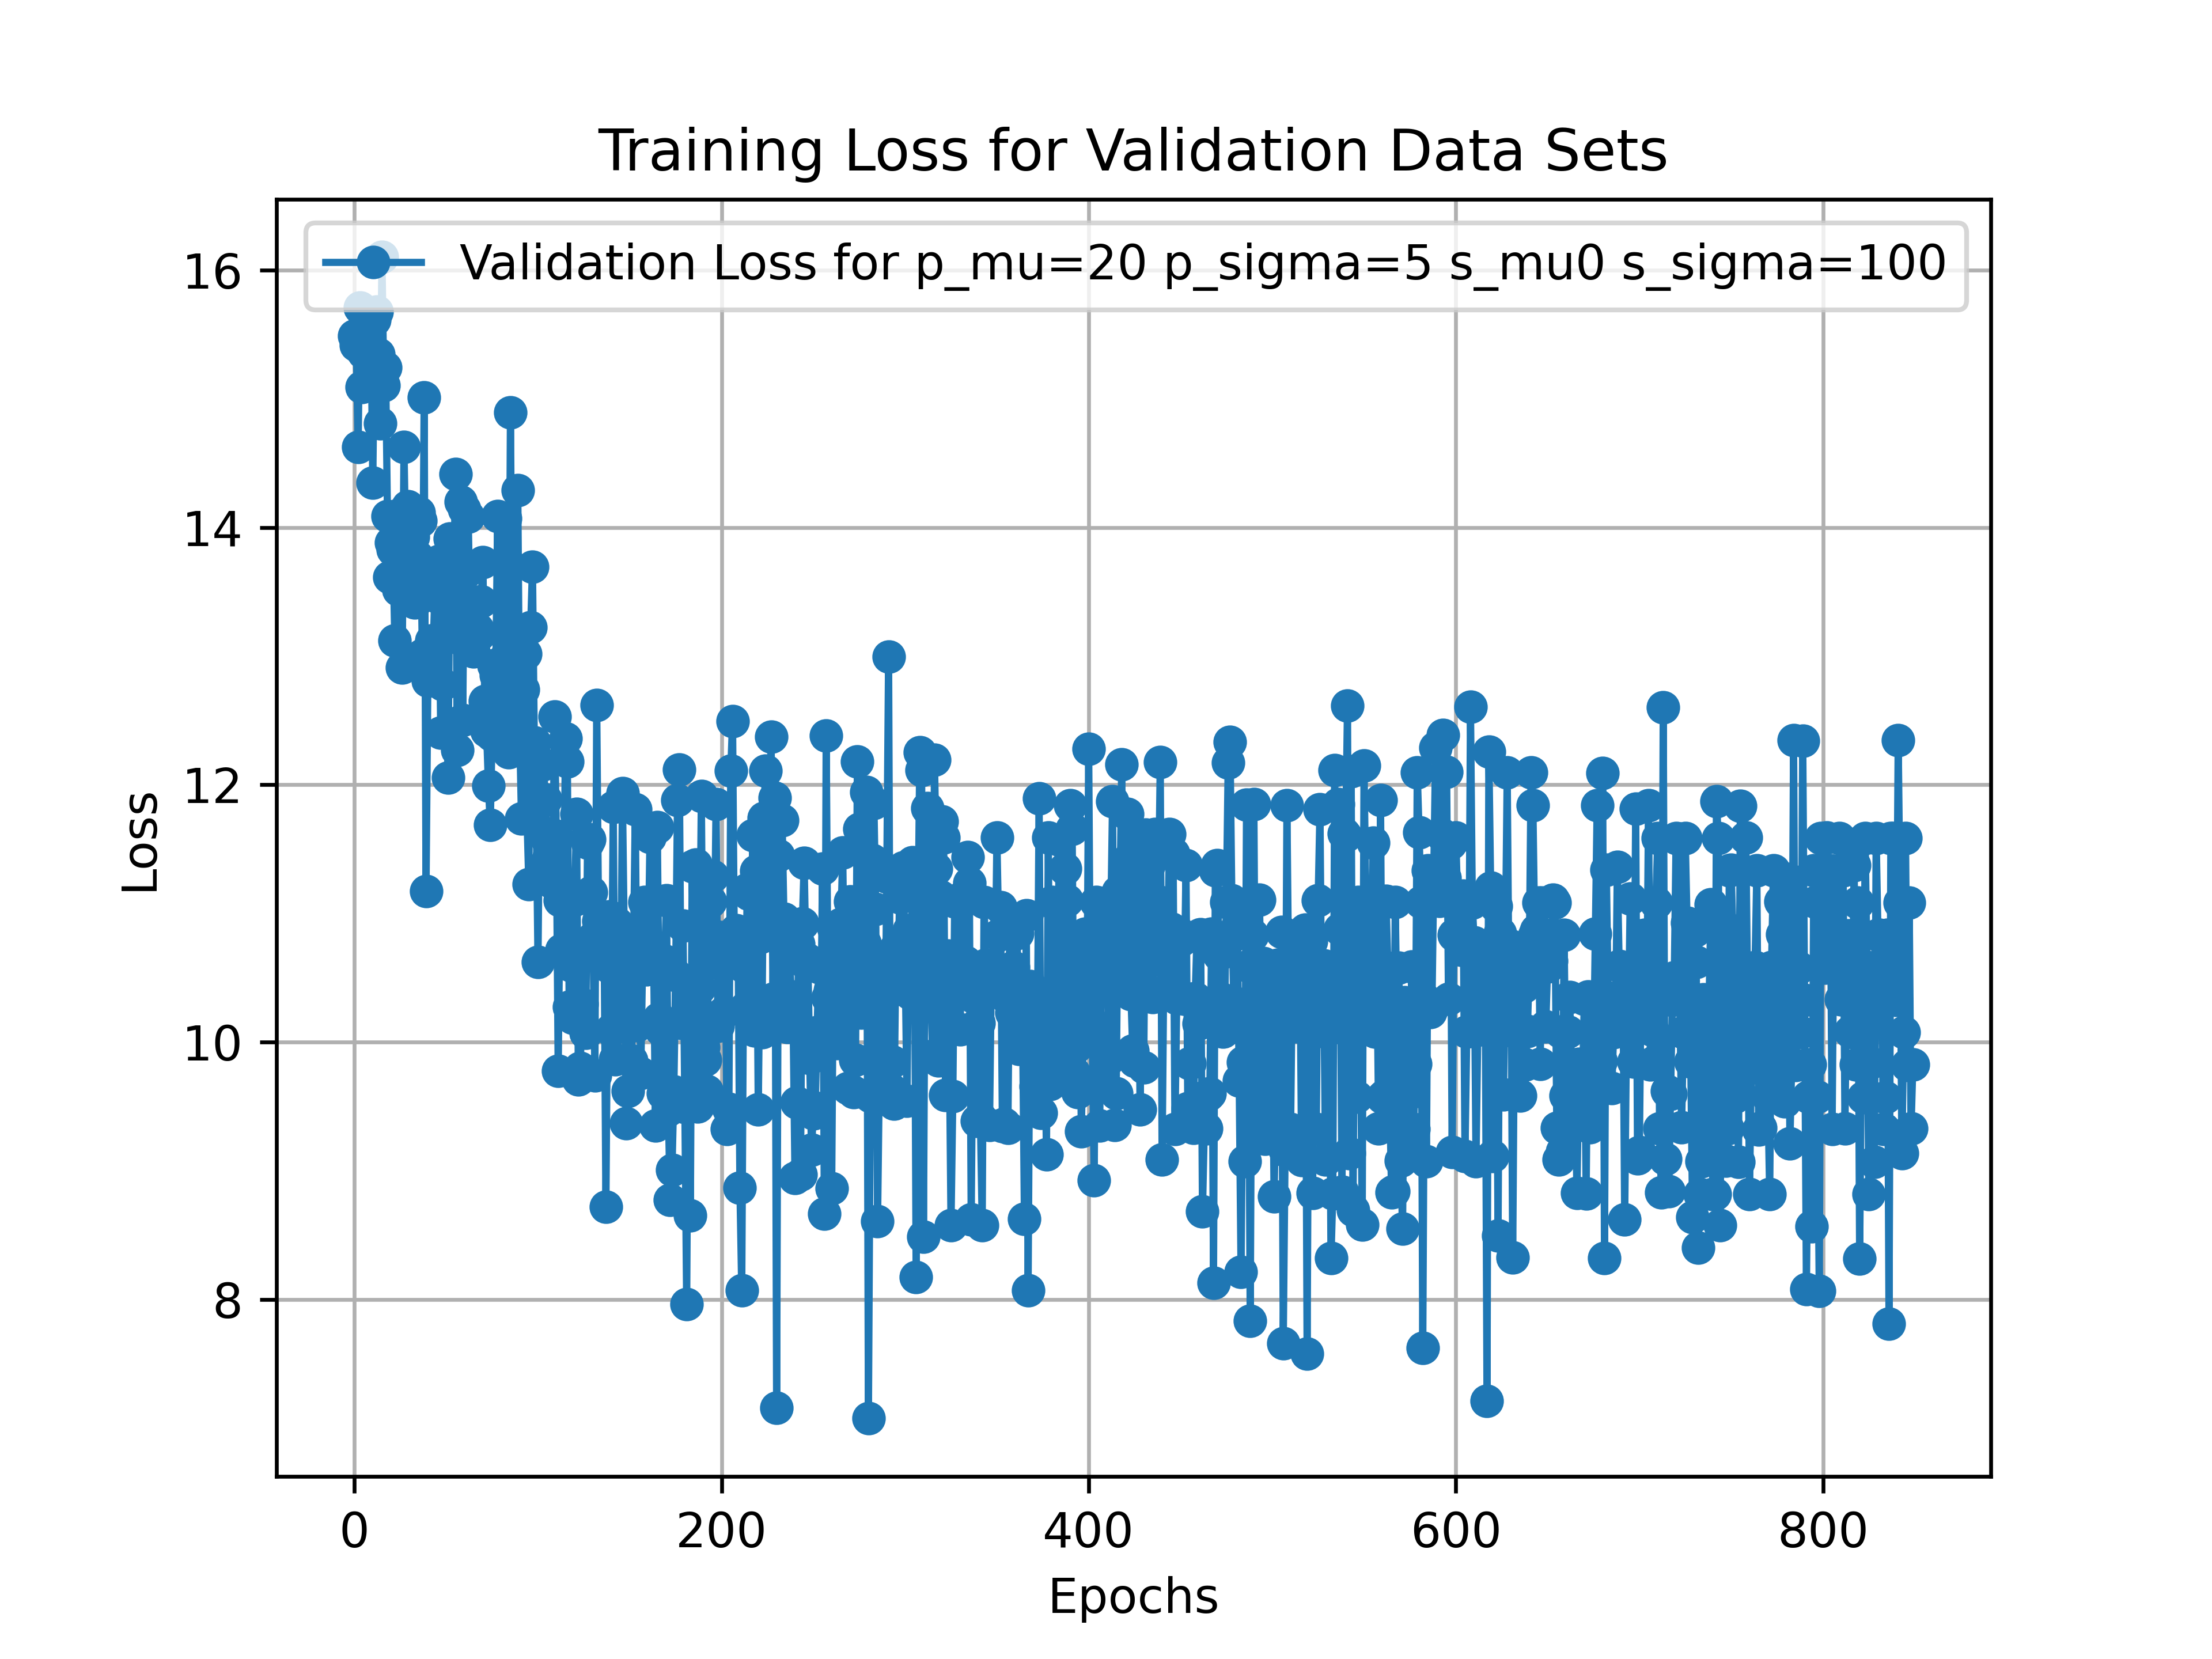 Training Loss for Validation Data Sets
Validation Loss for p_mu=20 p_sigma=5 s_mu0 s_sigma=100
16
14
12
10
8
Loss
0 200 400 600 800
Epochs